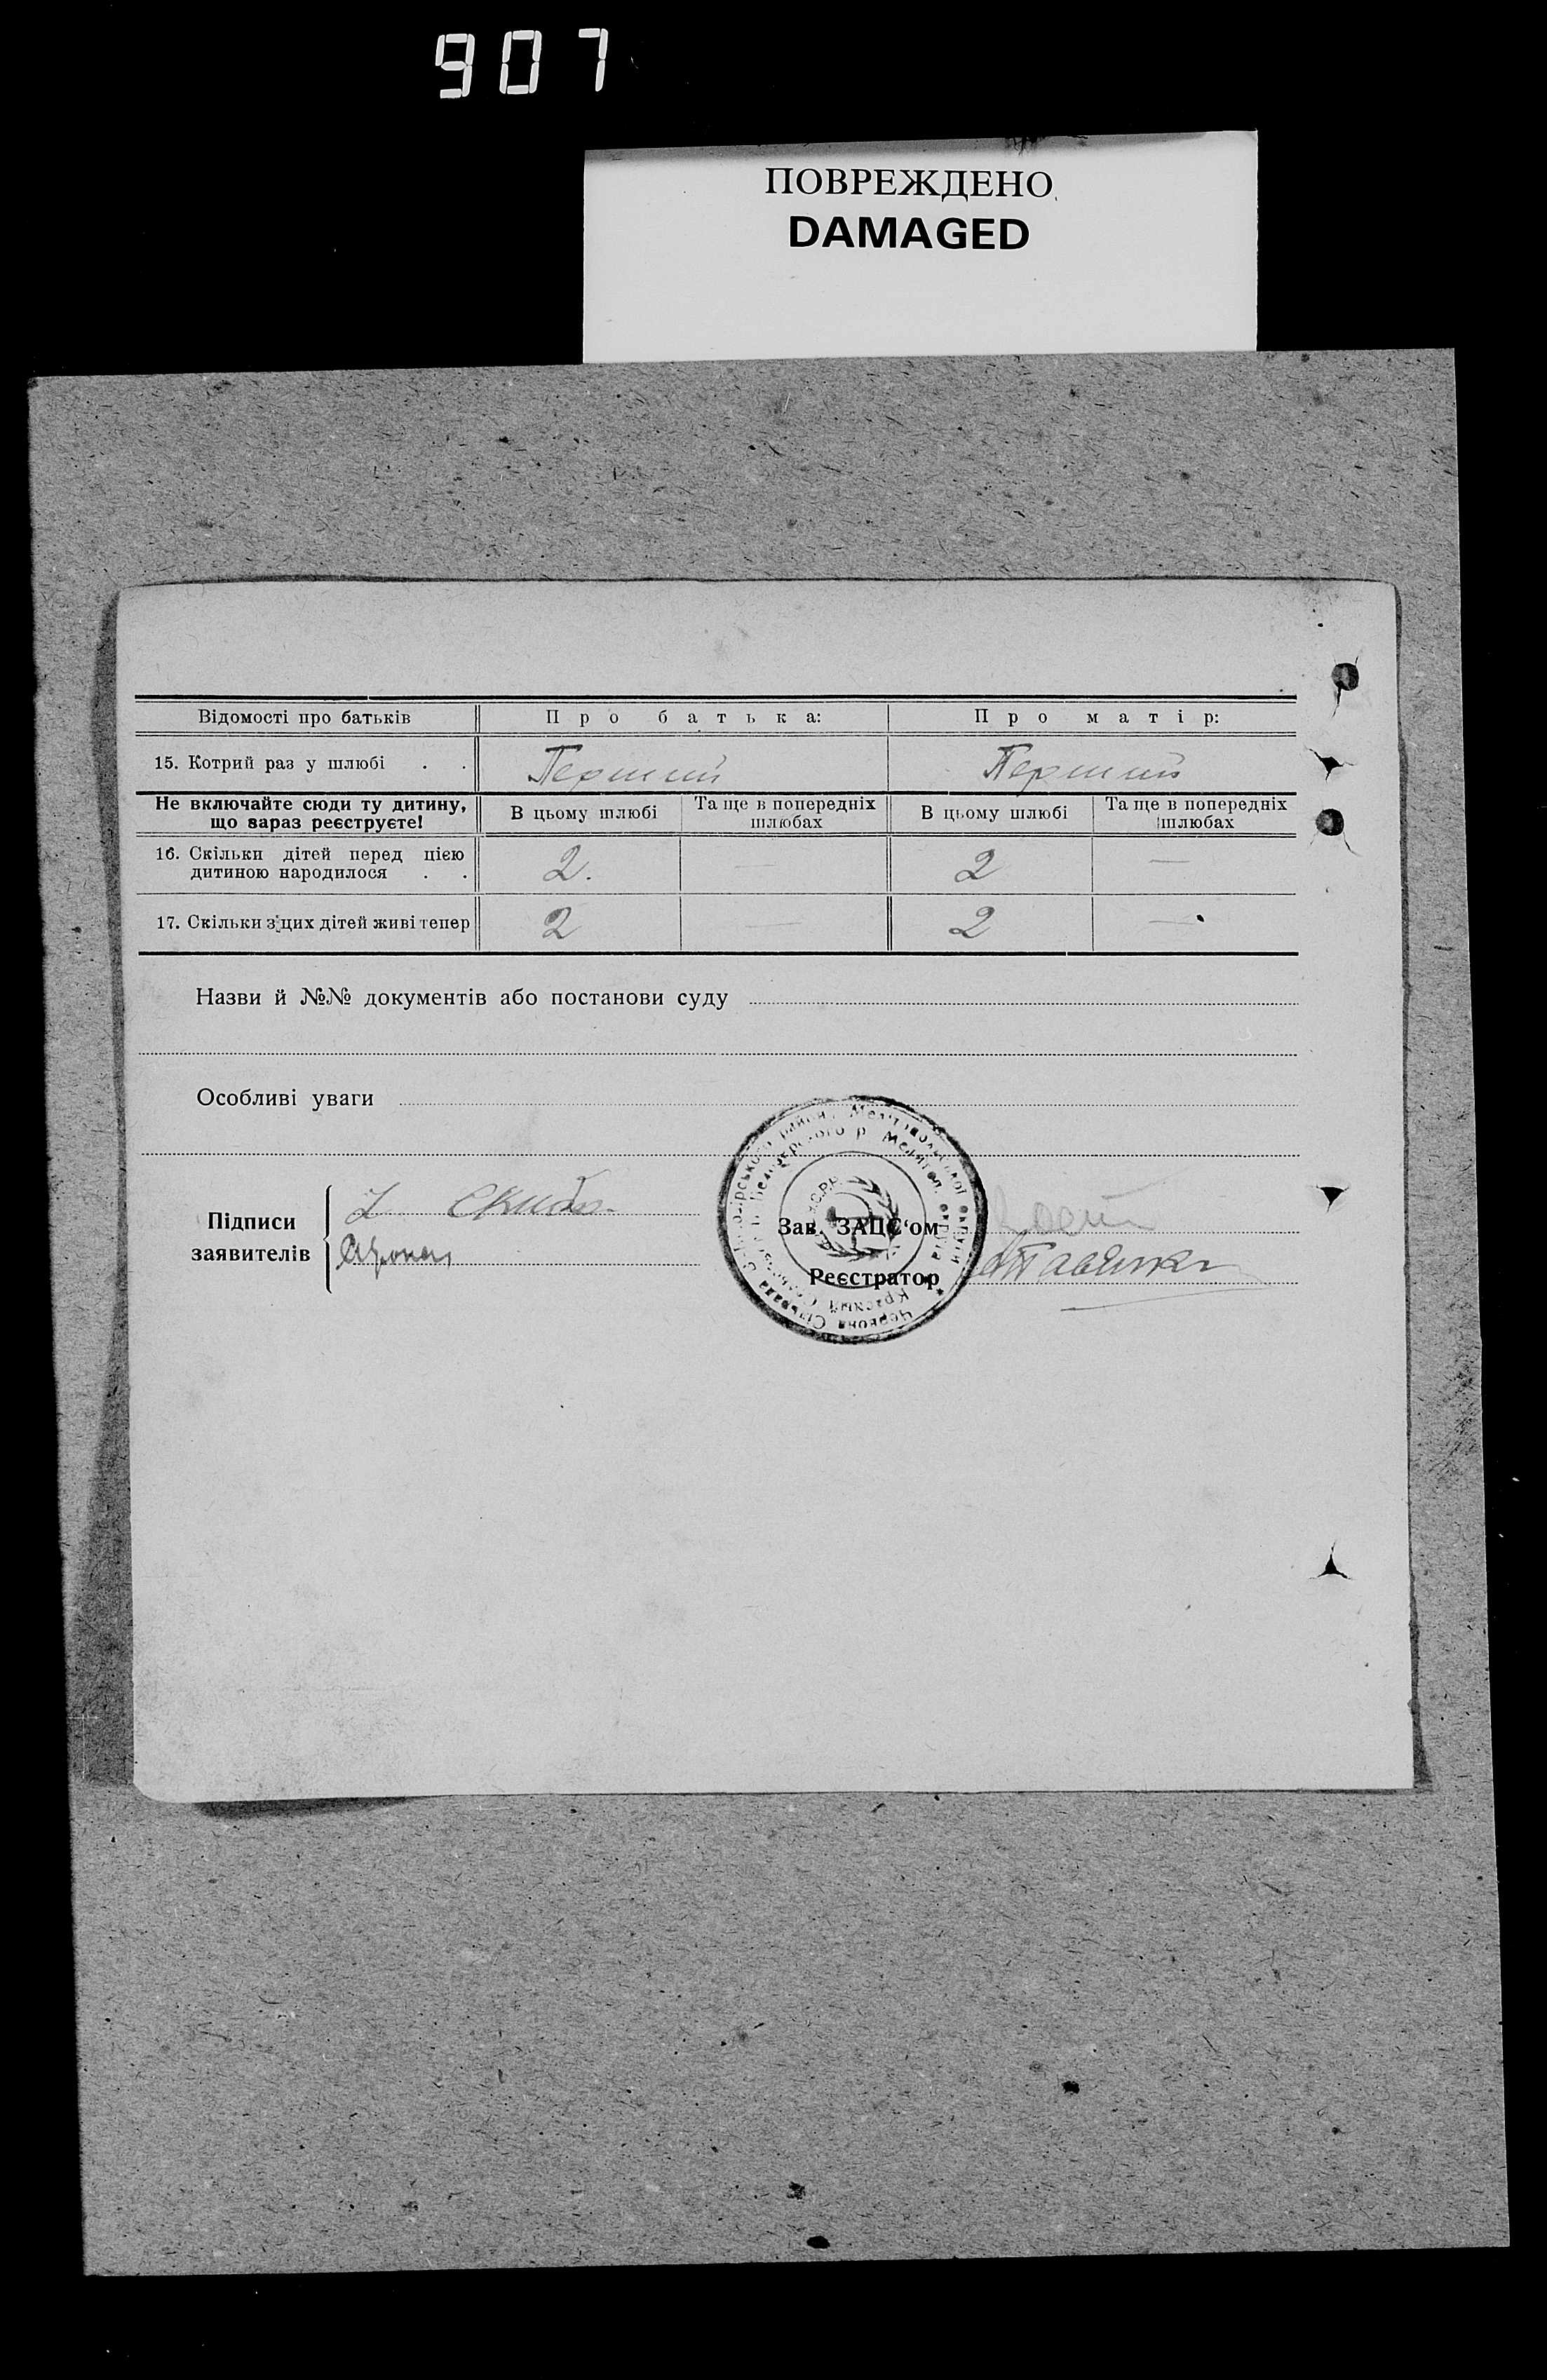 907
ПОВРЕЖДЕНО
DAMAGED
Відомості про батьків Про батька: Про матір:
15. Котрий раз у шлюбі . . Перший Перший
Не включайте сюди ту дитину, що зараз реєструєте! В цьому шлюбі Та ще в попередніх шлюбах В цьому шлюбі Та ще в попередніх шлюбах
16. Скільки дітей перед цією дитиною народилося . . 2. — 2 —
17. Скільки з цих дітей живі тепер 2 — 2 —
Назви й №№ документів або постанови суду
Особливі уваги
Підписи заявителів
Скиба
Зав. ЗАЦС‘ом
Реєстратор
Червона Сільрада